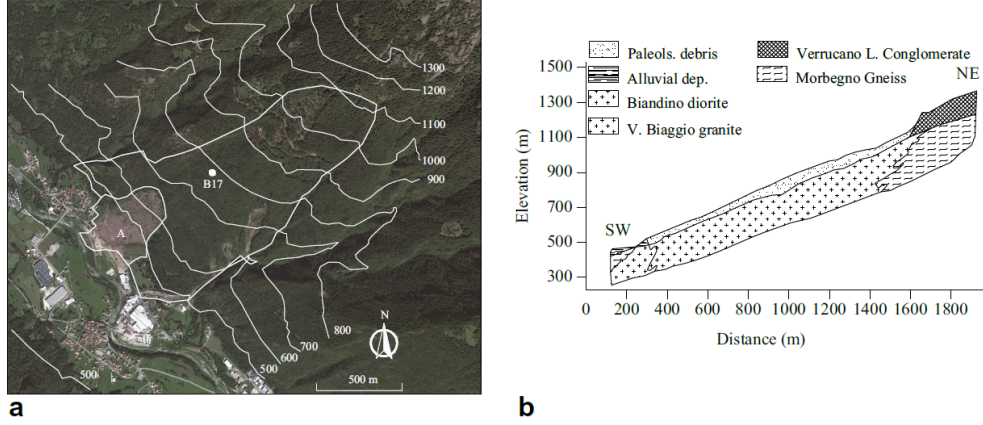 1300
1200
1100
1000
900
B17
A
800
700
600
500
500
N
500 m
a
Paleols. debris
Verrucano L. Conglomerate
Alluvial dep.
Morbegno Gneiss
Biandino diorite
V. Biaggio granite
NE
SW
1500
1300
1100
900
700
500
300
Elevation (m)
0 200 400 600 800 1000 1200 1400 1600 1800
Distance (m)
b